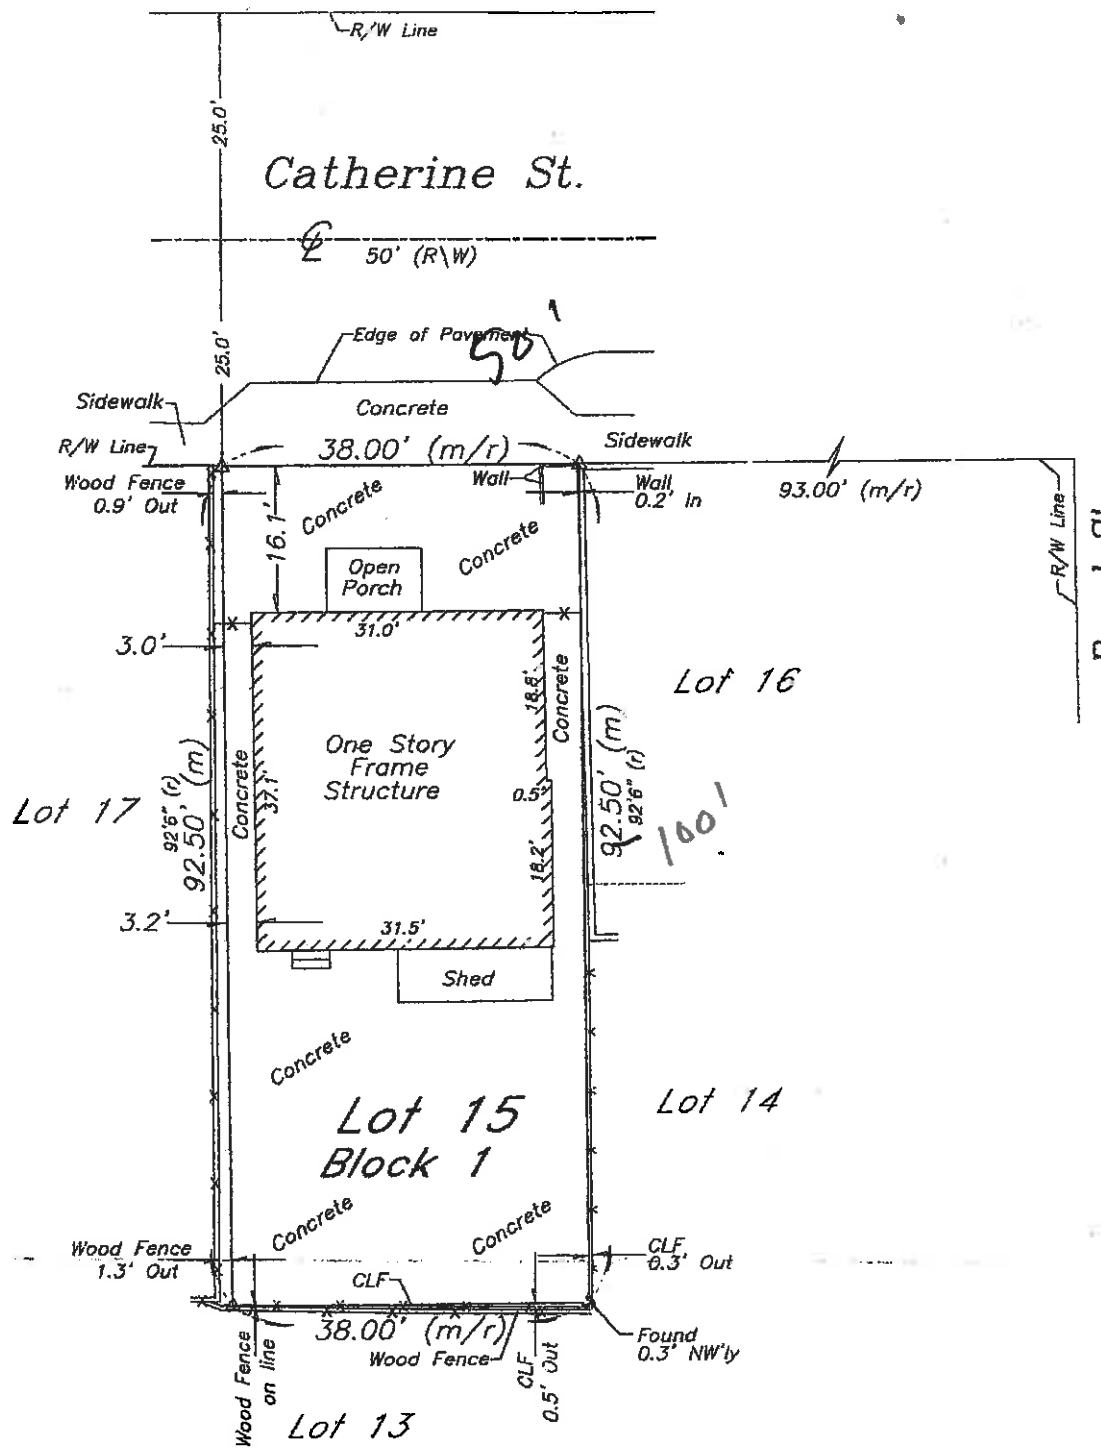 R/W Line
25.0'
Catherine St.
℄
50' (R\W)
50'
Edge of Pavement
25.0'
Sidewalk
Concrete
R/W Line
38.00' (m/r)
Sidewalk
Wood Fence
0.9' Out
Concrete
Wall
Wall
0.2' In
93.00' (m/r)
R/W Line
16.1'
Concrete
Open
Porch
31.0'
3.0'
18.8'
Concrete
Lot 16
One Story
Frame
Structure
Concrete
37.1'
0.5'
92.50' (m)
92'6" (r)
100'
Lot 17
92'6" (r)
92.50' (m)
18.2'
3.2'
31.5'
Shed
Concrete
Lot 15
Block 1
Lot 14
Concrete
Concrete
Wood Fence
1.3' Out
CLF
0.3' Out
CLF
38.00' (m/r)
Wood Fence
Wood Fence
on line
CLF
0.5' Out
Found
0.3' NW'ly
Lot 13